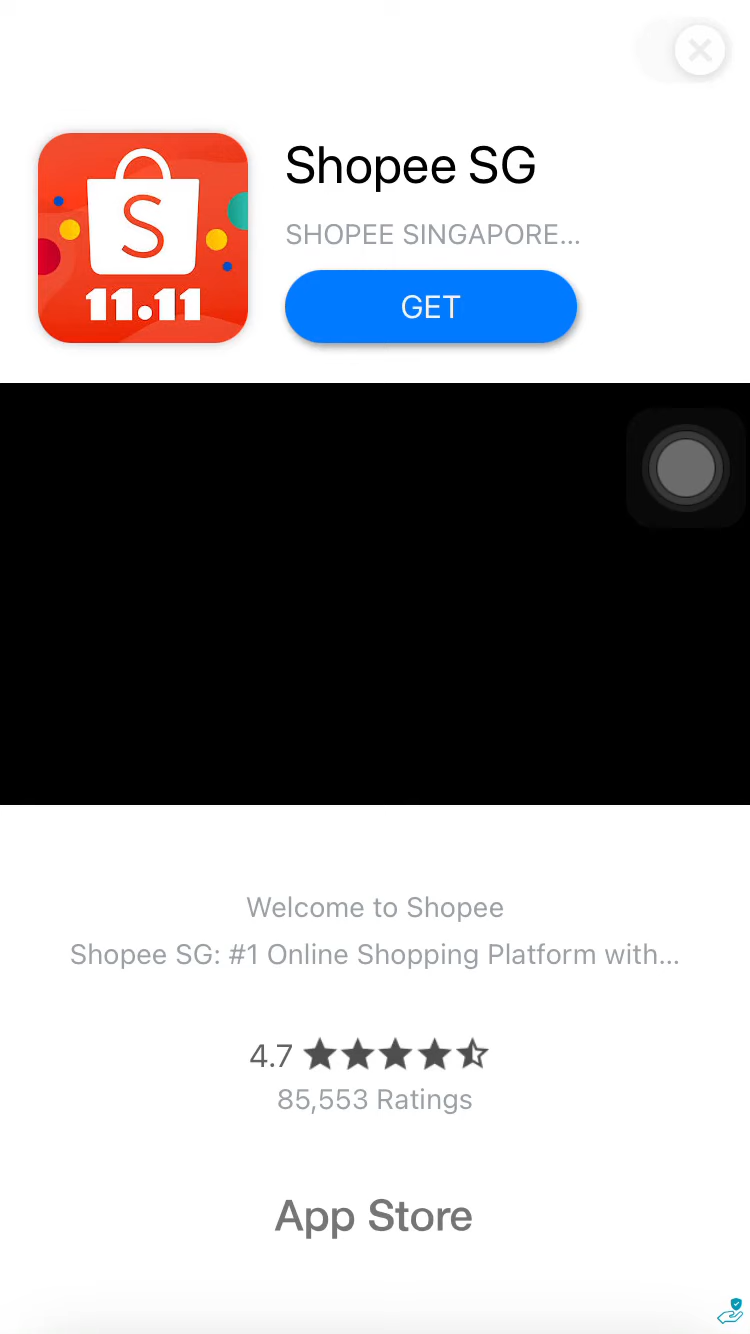 Shopee SG
SHOPEE SINGAPORE...
GET
S
11.11
Welcome to Shopee
Shopee SG: #1 Online Shopping Platform with...
4.7
85,553 Ratings
App Store